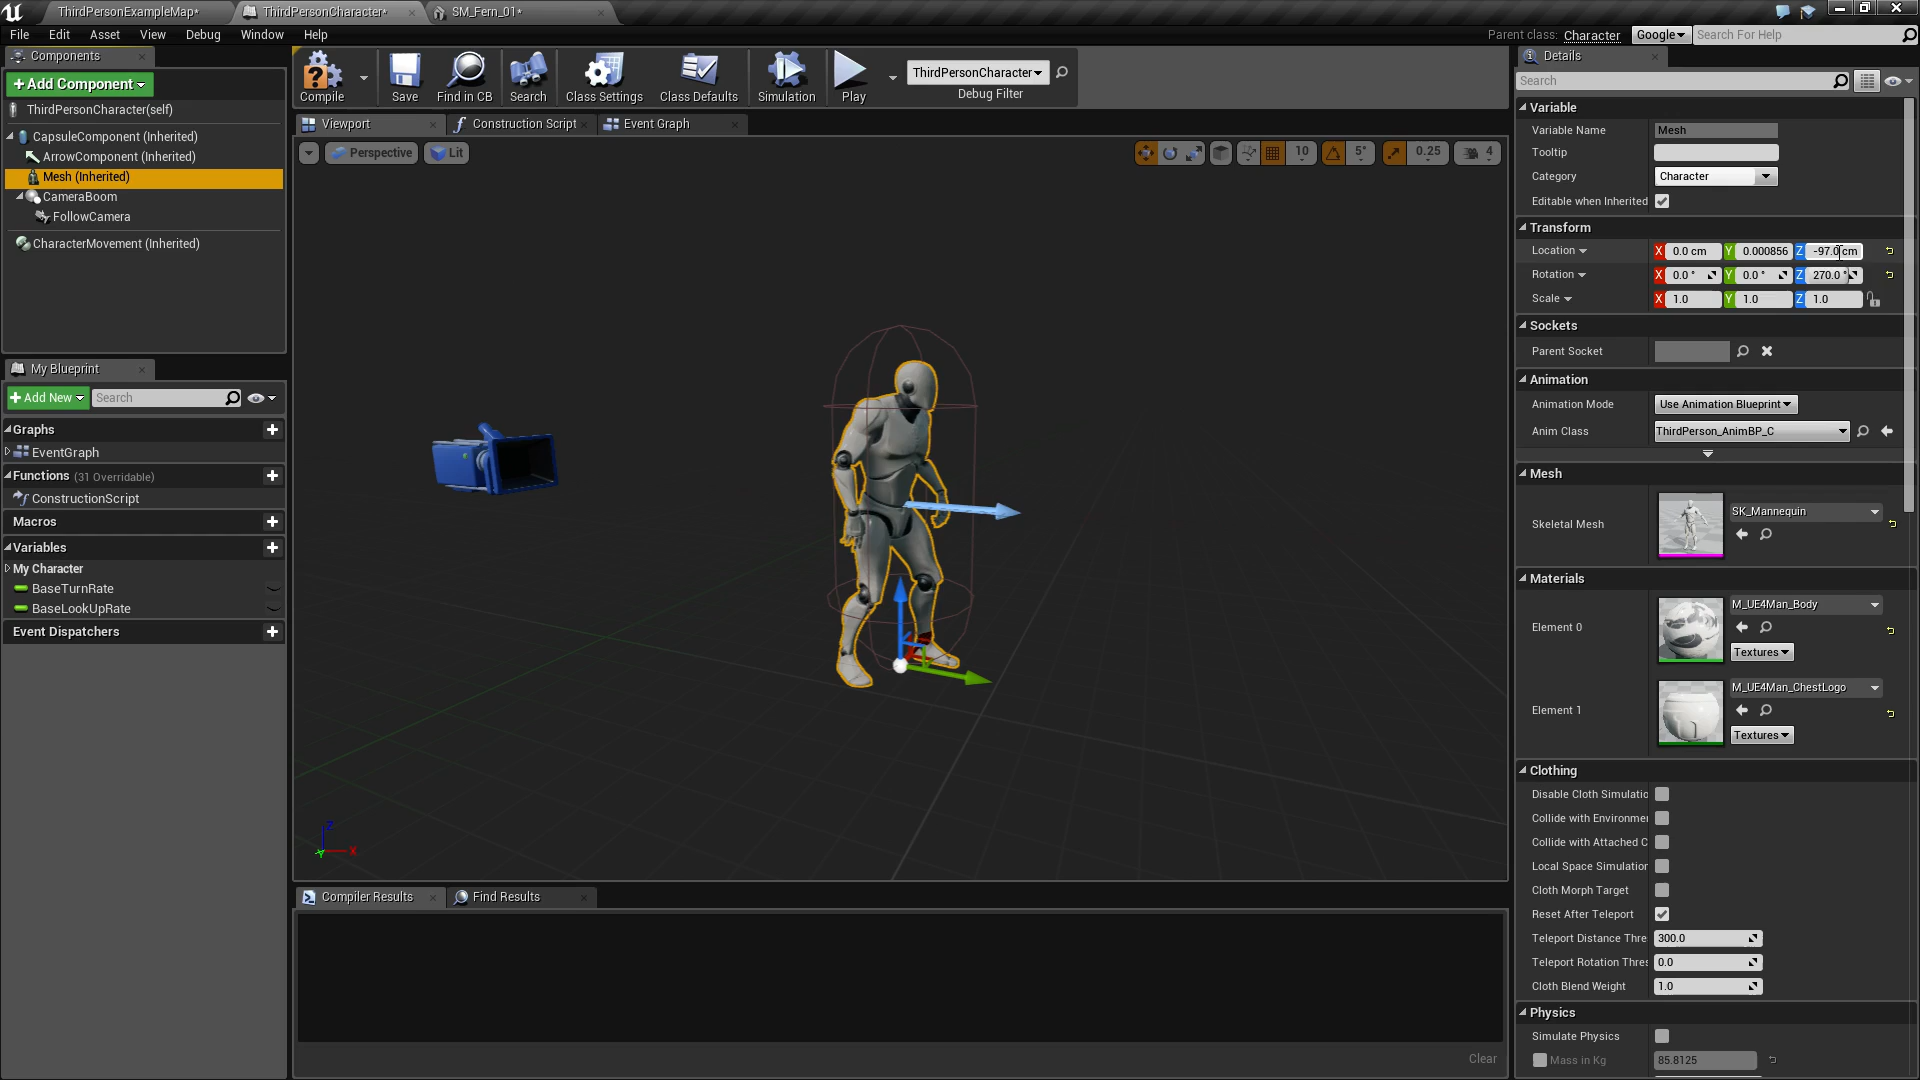 ThirdPersonExampleMap*
ThirdPersonCharacter*
SM_Fern_01*
File Edit Asset View Debug Window Help
Parent class: Character
Google
Search For Help
Components
+Add Component
ThirdPersonCharacter(self)
CapsuleComponent (Inherited)
ArrowComponent (Inherited)
Mesh (Inherited)
CameraBoom
FollowCamera
CharacterMovement (Inherited)
My Blueprint
+Add New
Search
Graphs
EventGraph
Functions (31 Overridable)
ConstructionScript
Macros
Variables
My Character
BaseTurnRate
BaseLookUpRate
Event Dispatchers
Compile
Save
Find in CB
Search
Class Settings
Class Defaults
Simulation
Play
ThirdPersonCharacter
Debug Filter
Viewport
Construction Script
Event Graph
Perspective
Lit
10
5°
0.25
4
Z
X
Y
Compiler Results
Find Results
Clear
Details
Search
Variable
Variable Name Mesh
Tooltip
Category Character
Editable when Inherited
Transform
Location X 0.0 cm Y 0.000856 Z -97.0 cm
Rotation X 0.0 ° Y 0.0 ° Z 270.0 °
Scale X 1.0 Y 1.0 Z 1.0
Sockets
Parent Socket
Animation
Animation Mode Use Animation Blueprint
Anim Class ThirdPerson_AnimBP_C
Mesh
Skeletal Mesh SK_Mannequin
Materials
Element 0 M_UE4Man_Body
Textures
Element 1 M_UE4Man_ChestLogo
Textures
Clothing
Disable Cloth Simulatio
Collide with Environmer
Collide with Attached C
Local Space Simulation
Cloth Morph Target
Reset After Teleport
Teleport Distance Thre 300.0
Teleport Rotation Thres 0.0
Cloth Blend Weight 1.0
Physics
Simulate Physics
Mass in Kg 85.8125